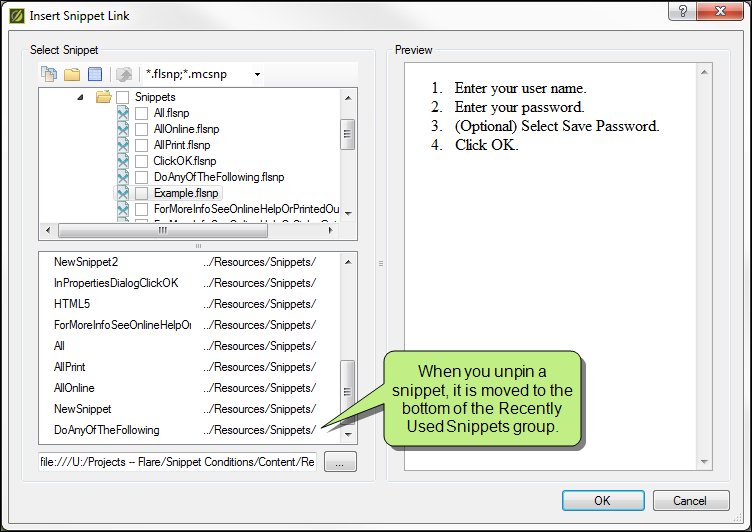 Insert Snippet Link
?
Select Snippet
*.flsnp;*.mcsnp
Snippets
All.flsnp
AllOnline.flsnp
AllPrint.flsnp
ClickOK.flsnp
DoAnyOfTheFollowing.flsnp
Example.flsnp
ForMoreInfoSeeOnlineHelpOrPrintedOu
NewSnippet2 ../Resources/Snippets/
InPropertiesDialogClickOK ../Resources/Snippets/
HTML5 ../Resources/Snippets/
ForMoreInfoSeeOnlineHelpOr ../Resources/Snippets/
All ../Resources/Snippets/
AllPrint ../Resources/Snippets/
AllOnline ../Resources/Snippets/
NewSnippet ../Resources/Snippets/
DoAnyOfTheFollowing ../Resources/Snippets/
file:///U:/Projects -- Flare/Snippet Conditions/Content/Re
...
Preview
1. Enter your user name.
2. Enter your password.
3. (Optional) Select Save Password.
4. Click OK.
When you unpin a
snippet, it is moved to the
bottom of the Recently
Used Snippets group.
OK
Cancel